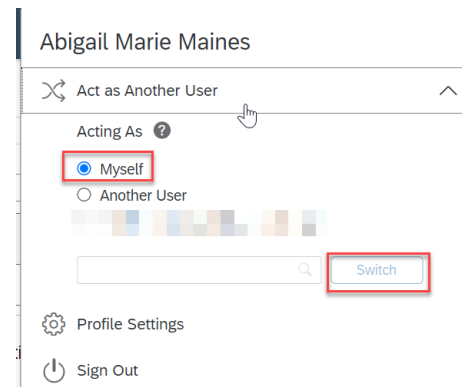 Abigail Marie Maines
Act as Another User
Acting As ?
Myself
Another User
Switch
Profile Settings
Sign Out